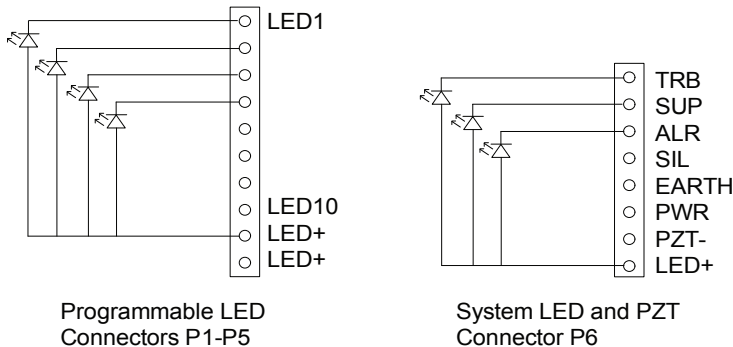 LED1
LED10
LED+
LED+
Programmable LED
Connectors P1-P5
TRB
SUP
ALR
SIL
EARTH
PWR
PZT-
LED+
System LED and PZT
Connector P6